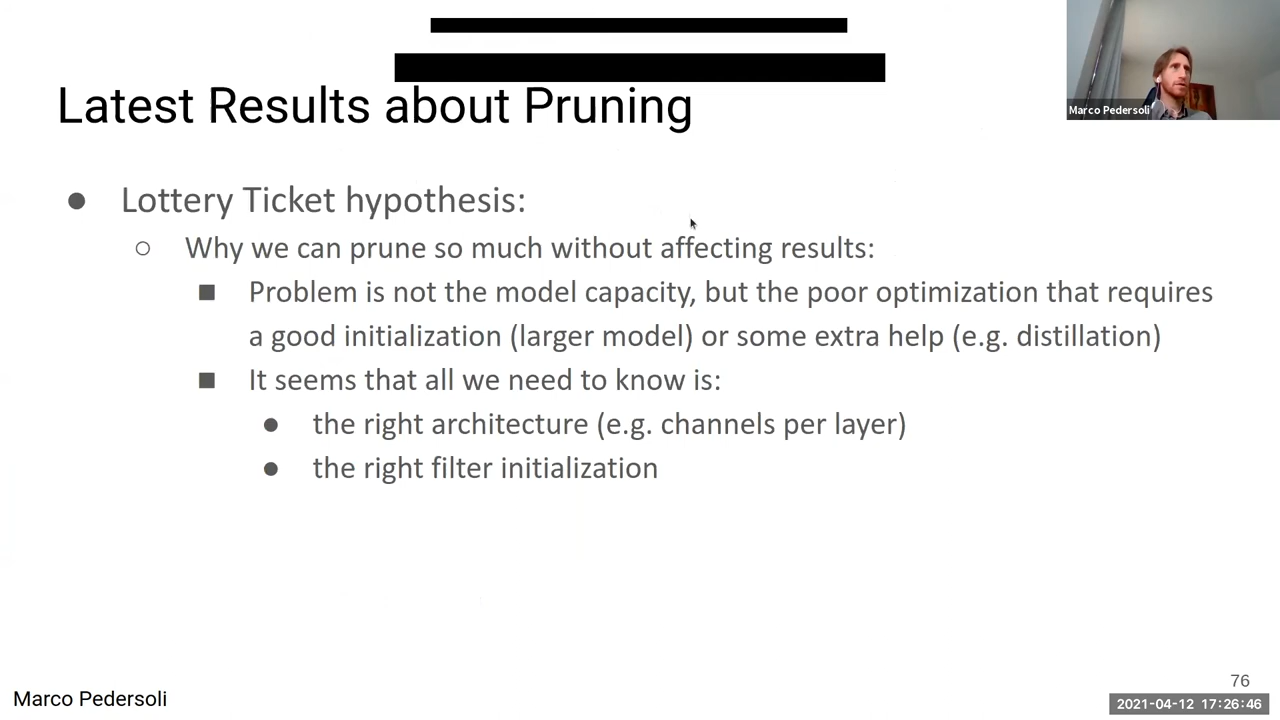 Latest Results about Pruning
Marco Pedersoli
● Lottery Ticket hypothesis:
○ Why we can prune so much without affecting results:
■ Problem is not the model capacity, but the poor optimization that requires
a good initialization (larger model) or some extra help (e.g. distillation)
■ It seems that all we need to know is:
● the right architecture (e.g. channels per layer)
● the right filter initialization
76
Marco Pedersoli
2021-04-12 17:26:46